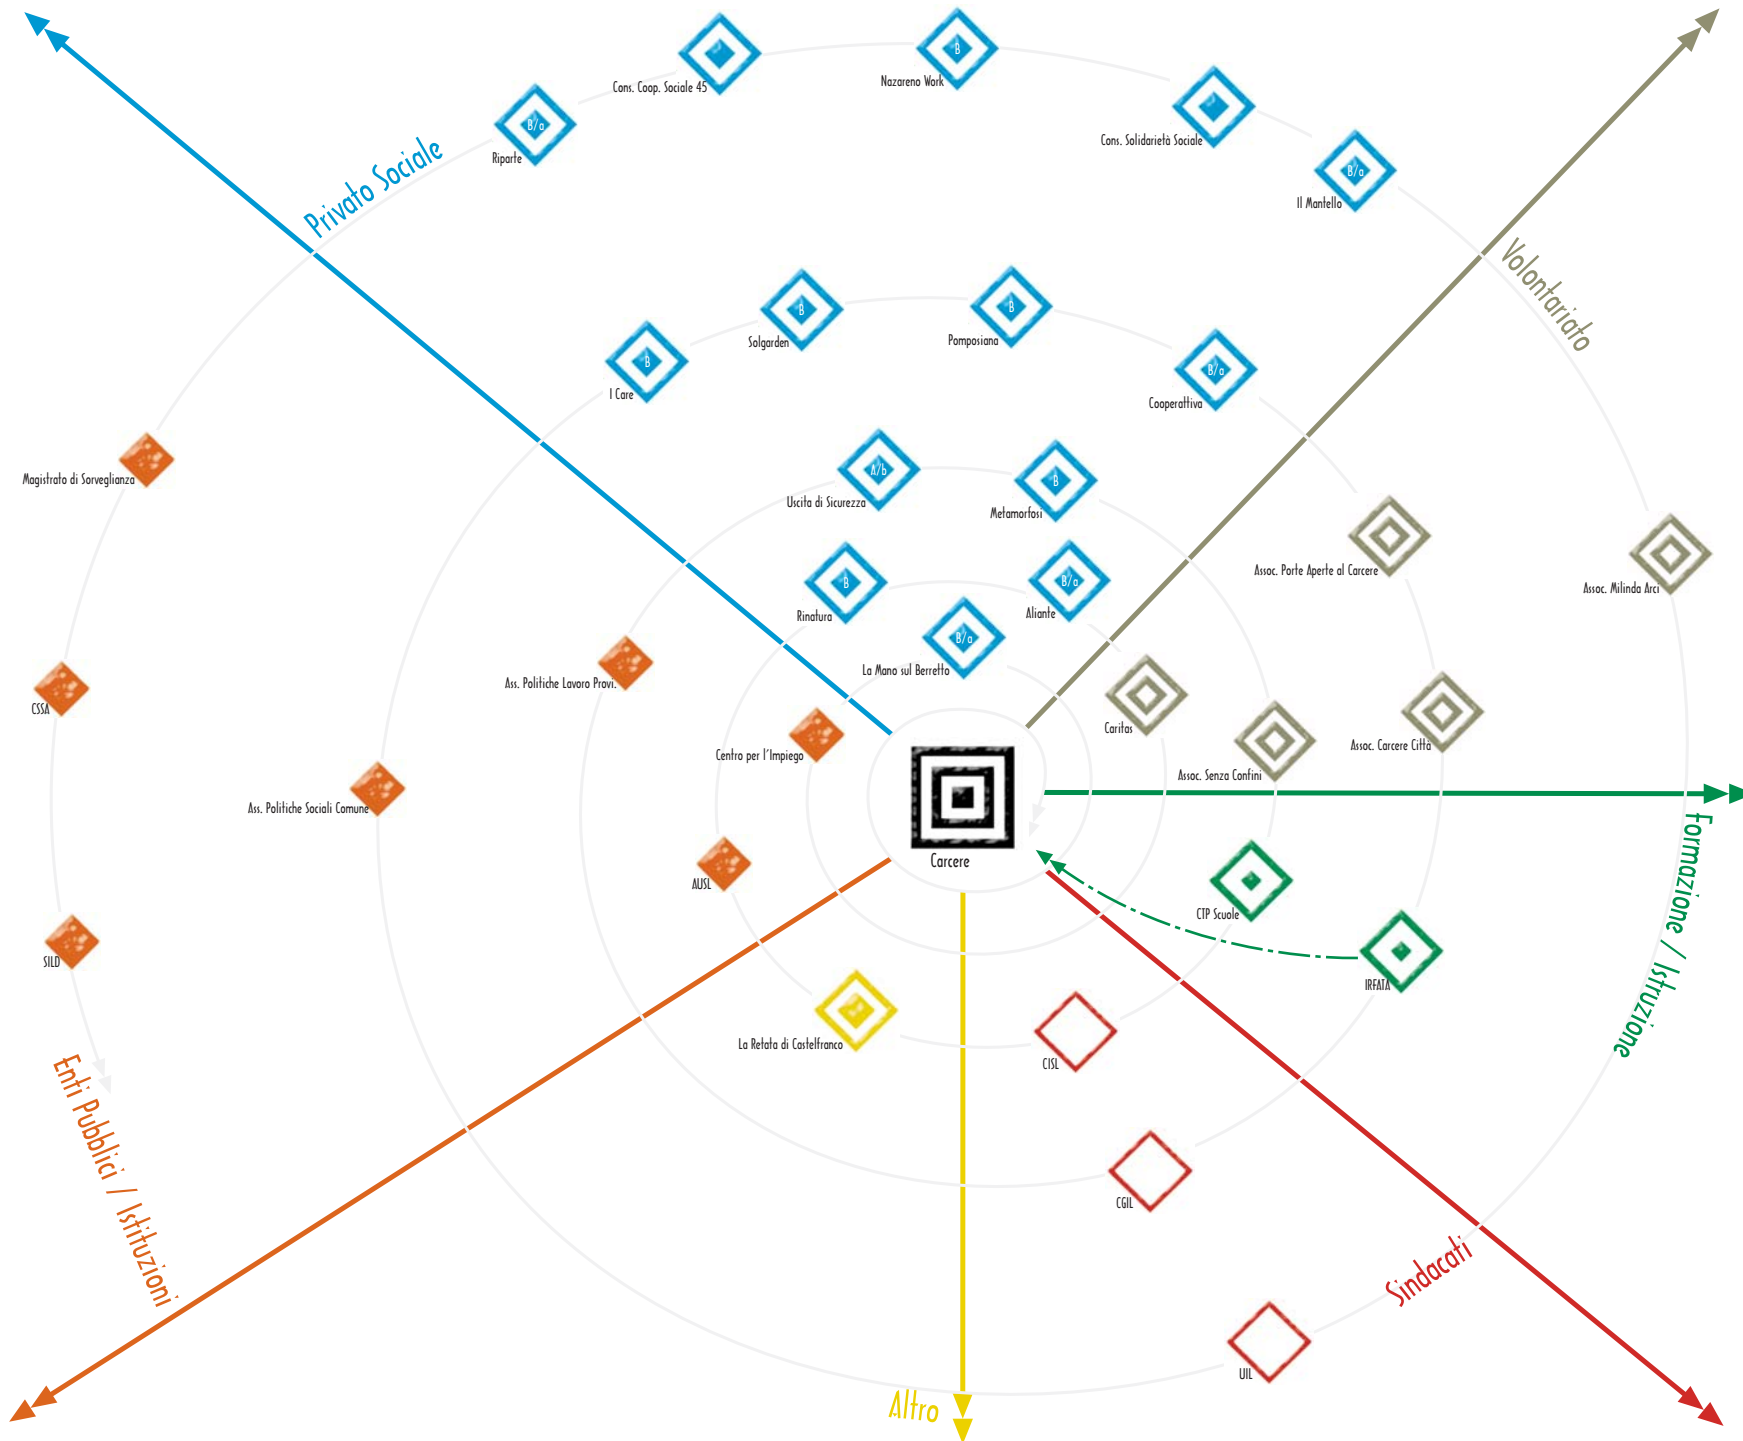 B
Cons. Coop. Sociale 45
Nazareno Work
Cons. Solidarietà Sociale
B/a
Riparte
B/a
Il Mantello
Privato Sociale
Volontariato
B
Solgarden
B
Pomposiana
B
I Care
B/a
Cooperattiva
Magistrato di Sorveglianza
A/b
Uscita di Sicurezza
B
Metamorfosi
Assoc. Porte Aperte al Carcere
Assoc. Milinda Arci
B
Rinatura
B/a
Aliante
B/a
La Mano sul Berretto
CSSA
Ass. Politiche Lavoro Provi.
Centro per l'Impiego
Caritas
Assoc. Senza Confini
Assoc. Carcere Città
Ass. Politiche Sociali Comune
Carcere
AUSL
CTP Scuole
Formazione / Istruzione
SILD
IRFATA
La Retata di Castelfranco
CISL
Enti Pubblici / Istituzioni
CGIL
Sindacati
UIL
Altro